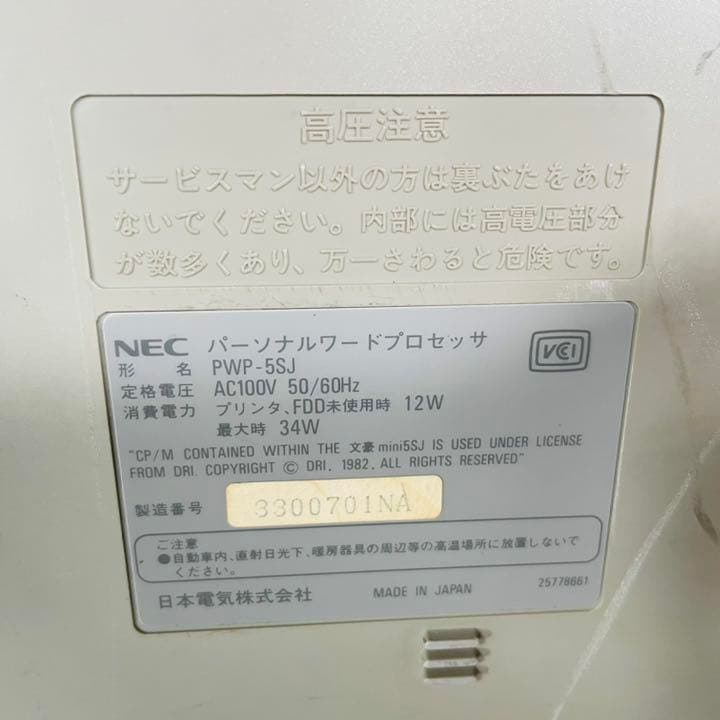 高圧注意
サービスマン以外の方は裏ぶたをあけ
ないでください。内部には高電圧部分
が数多くあり、万一さわると危険です。
NEC パーソナルワードプロセッサ
VCI
形 名 PWP-5SJ
定格電圧 AC100V 50/60Hz
消費電力 プリンタ、FDD未使用時 12W
最大時 34W
"CP/M CONTAINED WITHIN THE 文豪 mini5SJ IS USED UNDER LICENSE
FROM DRI. COPYRIGHT Ⓒ DRI. 1982. ALL RIGHTS RESERVED"
製造番号 3300701NA
ご注意
●自動車内、直射日光下、暖房器具の周辺等の高温場所に放置しないで
ください。
日本電気株式会社 MADE IN JAPAN 25778661